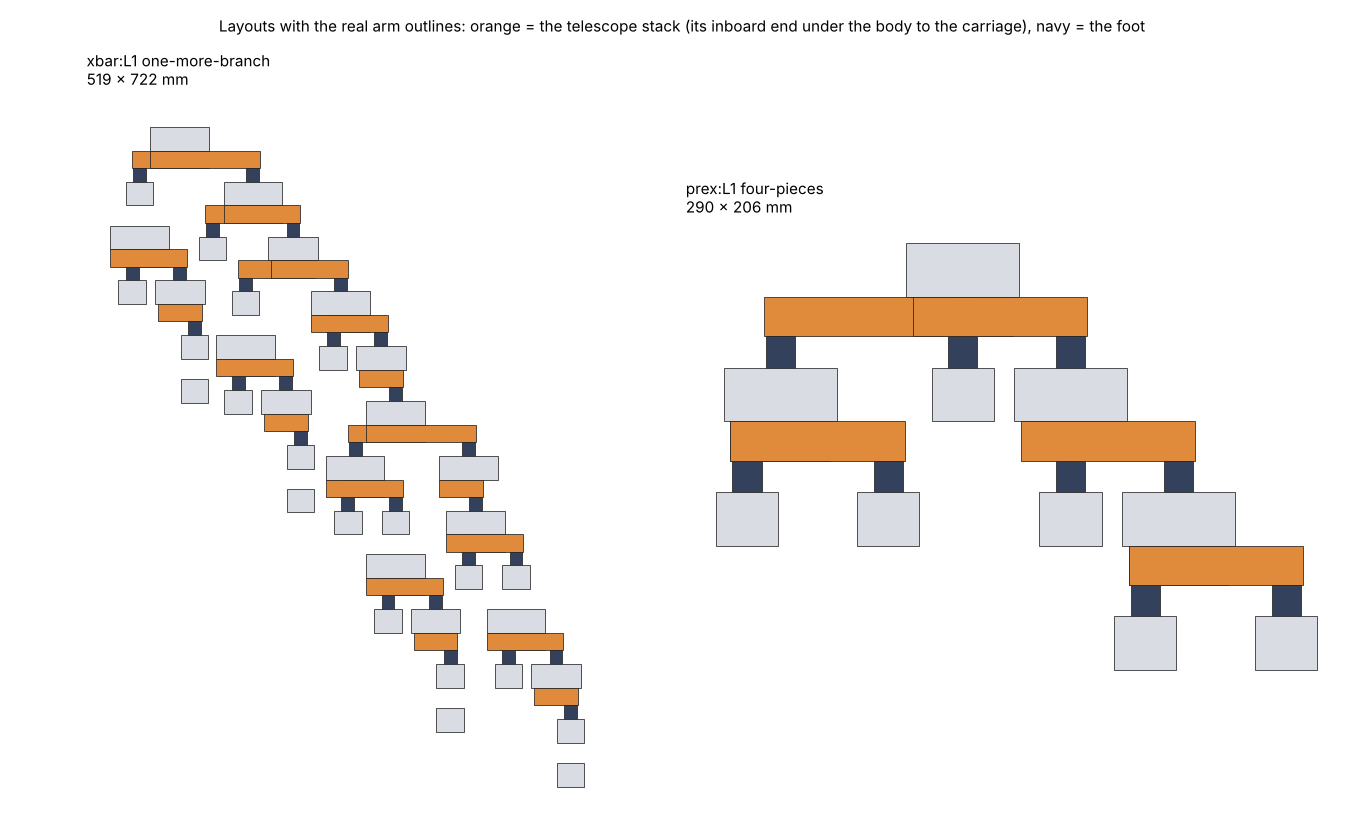 Layouts with the real arm outlines: orange = the telescope stack (its inboard end under the body to the carriage), navy = the foot
xbar:L1 one-more-branch
519 × 722 mm
prex:L1 four-pieces
290 × 206 mm